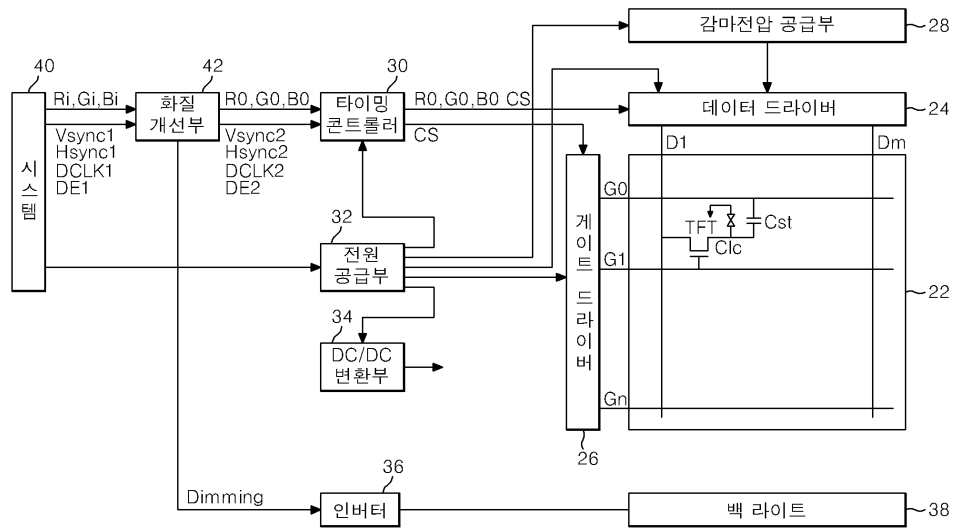 감마전압 공급부
28
40
42
30
Ri,Gi,Bi
화질
개선부
R0,G0,B0
타이밍
콘트롤러
R0,G0,B0 CS
데이터 드라이버
24
Vsync1
Hsync1
DCLK1
DE1
Vsync2
Hsync2
DCLK2
DE2
CS
D1
Dm
시스템
G0
TFT
Cst
Clc
32
전원
공급부
게이트 드라이버
G1
22
34
DC/DC
변환부
Gn
26
36
Dimming
인버터
백 라이트
38